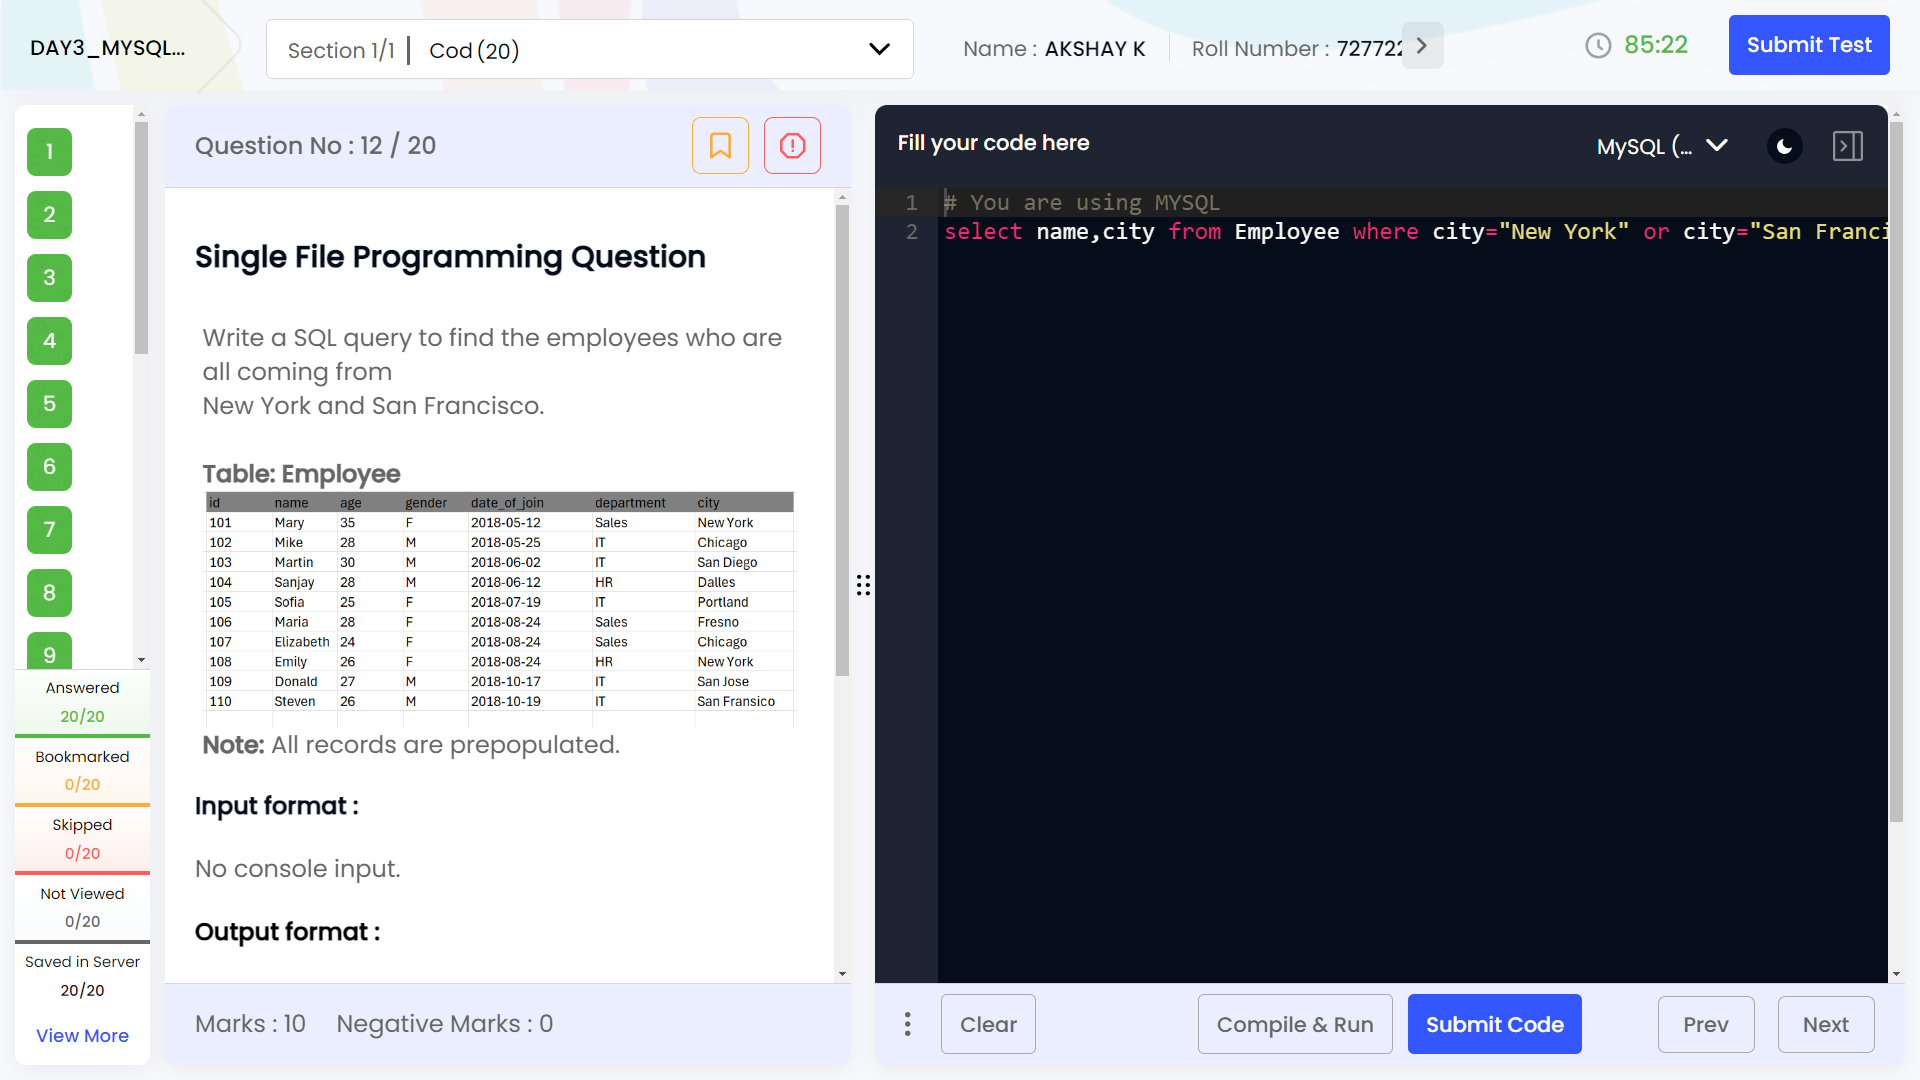 DAY3_MYSQL...
Section 1/1 | Cod (20)
Name : AKSHAY K
Roll Number : 727722
85:22
Submit Test
1
2
3
4
5
6
7
8
9
Answered
20/20
Bookmarked
0/20
Skipped
0/20
Not Viewed
0/20
Saved in Server
20/20
View More
Question No : 12 / 20
Single File Programming Question
Write a SQL query to find the employees who are
all coming from
New York and San Francisco.
Table: Employee
id name age gender date_of_join department city
101 Mary 35 F 2018-05-12 Sales New York
102 Mike 28 M 2018-05-25 IT Chicago
103 Martin 30 M 2018-06-02 IT San Diego
104 Sanjay 28 M 2018-06-12 HR Dalles
105 Sofia 25 F 2018-07-19 IT Portland
106 Maria 28 F 2018-08-24 Sales Fresno
107 Elizabeth 24 F 2018-08-24 Sales Chicago
108 Emily 26 F 2018-08-24 HR New York
109 Donald 27 M 2018-10-17 IT San Jose
110 Steven 26 M 2018-10-19 IT San Fransico
Note: All records are prepopulated.
Input format :
No console input.
Output format :
Marks : 10 Negative Marks : 0
Fill your code here
MySQL (...
1 # You are using MYSQL
2 select name,city from Employee where city="New York" or city="San Franci
Clear
Compile & Run
Submit Code
Prev
Next